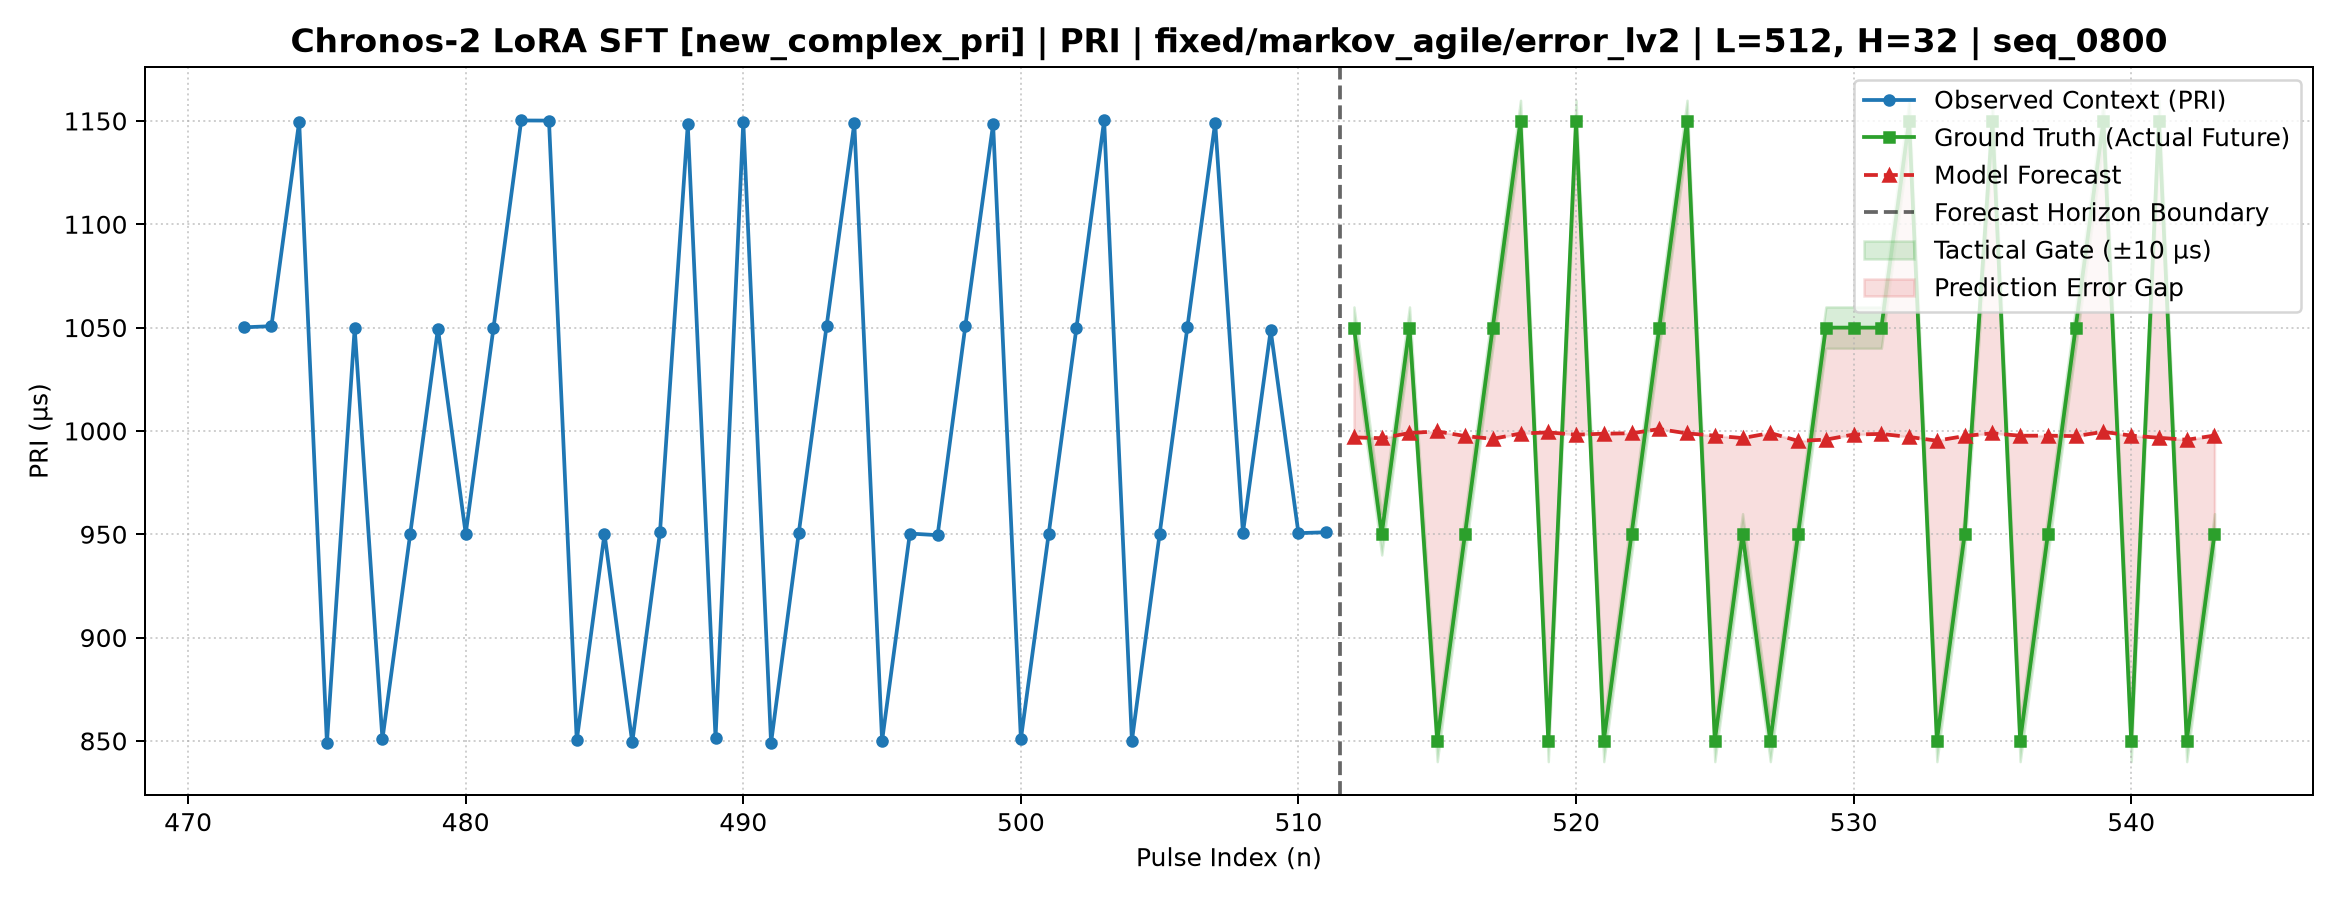 Chronos-2 LoRA SFT [new_complex_pri] | PRI | fixed/markov_agile/error_lv2 | L=512, H=32 | seq_0800
Observed Context (PRI)
Ground Truth (Actual Future)
Model Forecast
Forecast Horizon Boundary
Tactical Gate (±10 µs)
Prediction Error Gap
PRI (µs)
1150
1100
1050
1000
950
900
850
470 480 490 500 510 520 530 540
Pulse Index (n)